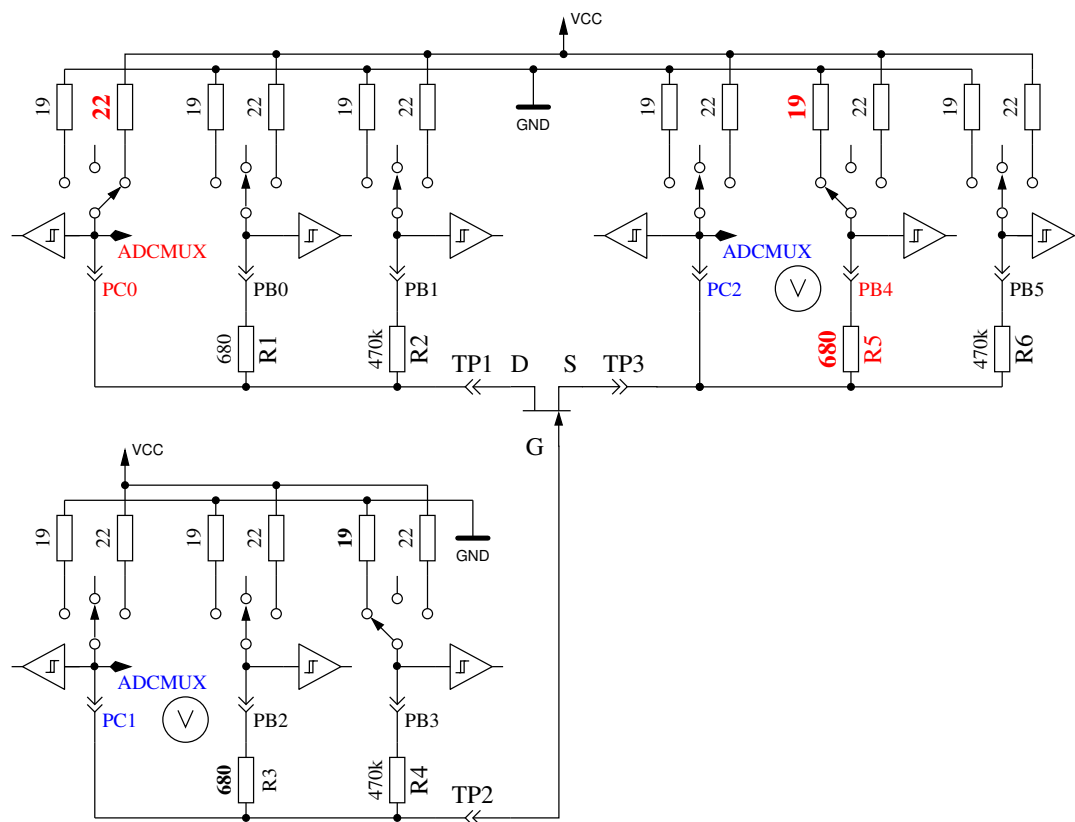 VCC
19
22
19
22
19
22
GND
19
22
19
22
19
22
ADCMUX
PC0
PB0
PB1
ADCMUX
PC2
V
PB4
PB5
680
R1
470k
R2
680
R5
470k
R6
TP1
D
S
TP3
G
VCC
19
22
19
22
19
22
GND
ADCMUX
PC1
V
PB2
PB3
680
R3
470k
R4
TP2